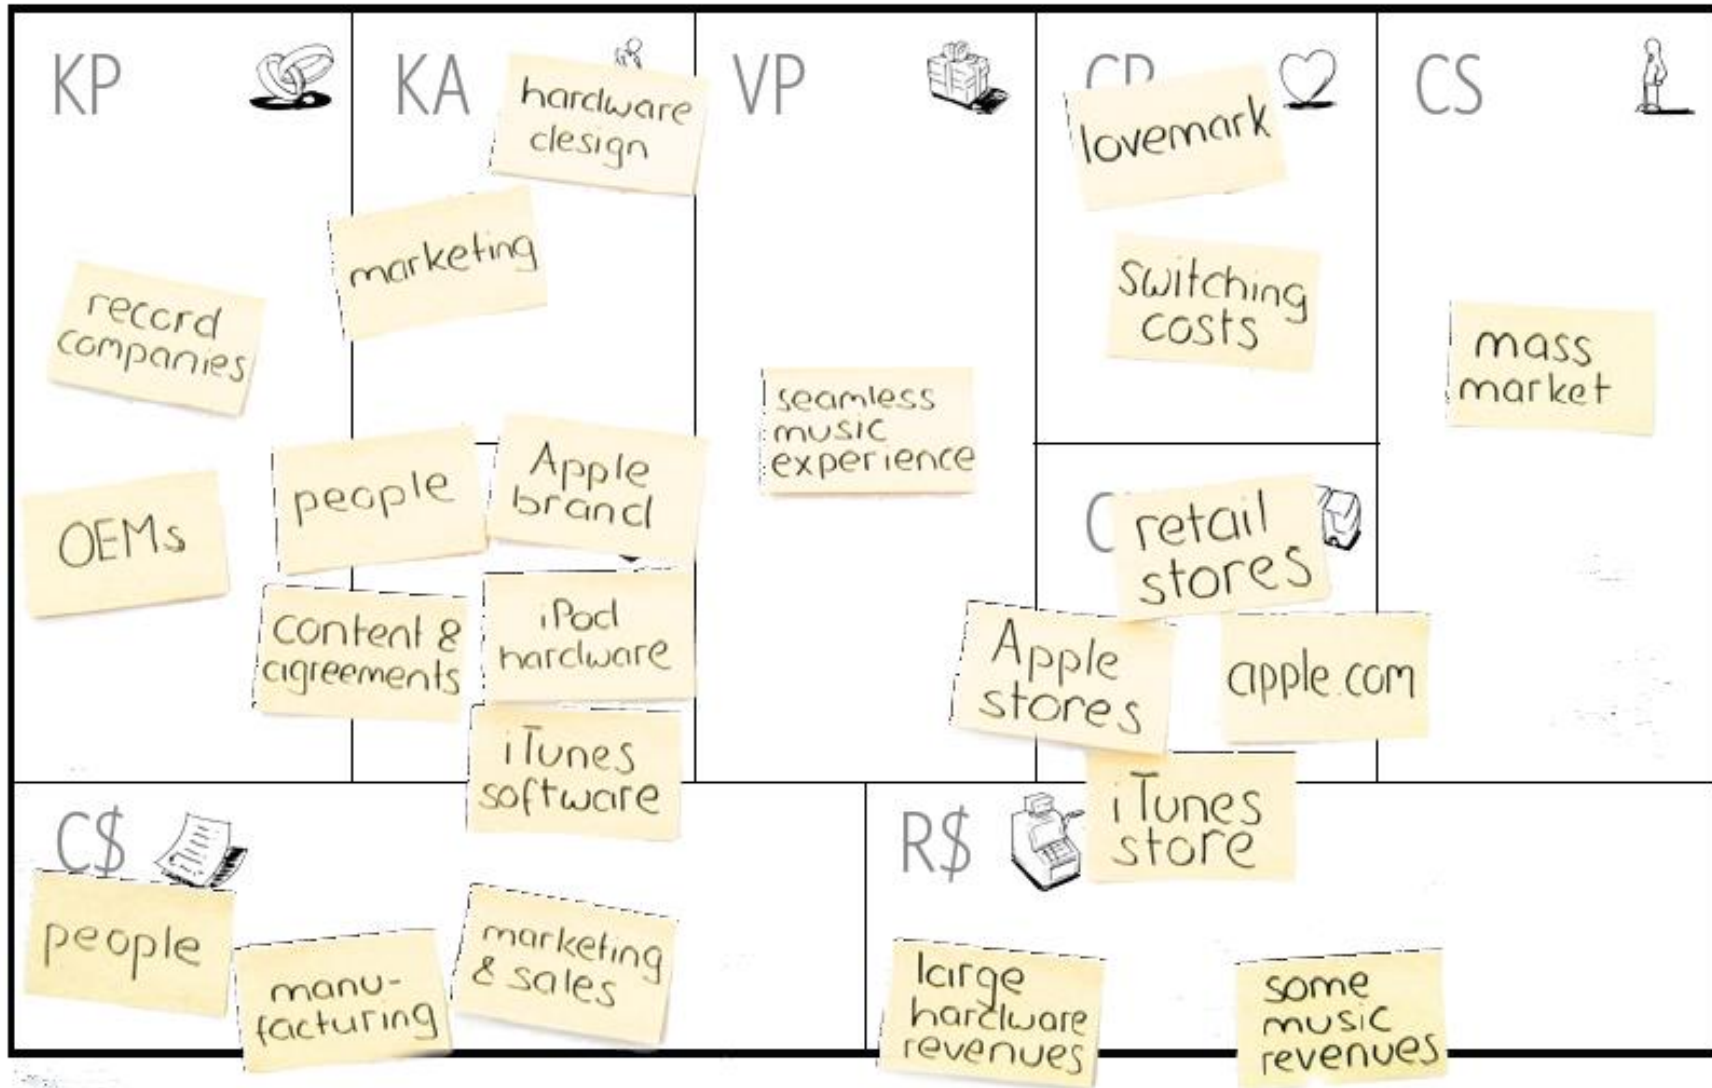 KP
KA
hardware
design
marketing
VP
lovemark
switching
costs
CS
record
companies
OEMs
people
Apple
brand
content &
agreements
iPod
hardware
iTunes
software
seamless
music
experience
mass
market
retail
stores
Apple
stores
apple.com
iTunes
store
C$
people
manu-
facturing
marketing
& sales
R$
large
hardware
revenues
some
music
revenues